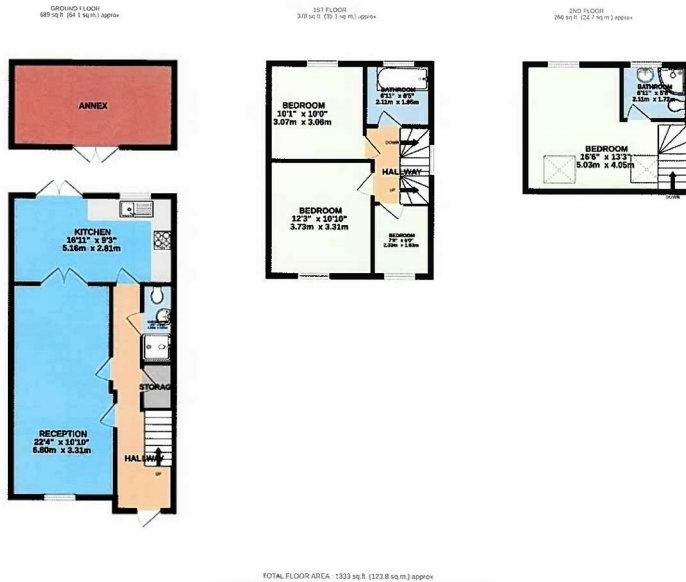 GROUND FLOOR
689 sq.ft. (64.1 sq.m.) approx.
1ST FLOOR
378 sq.ft. (35.1 sq.m.) approx.
2ND FLOOR
266 sq.ft. (24.7 sq.m.) approx.
ANNEX
KITCHEN
16'11" x 9'3"
5.16m x 2.81m
STORAG
RECEPTION
22'4" x 10'10"
6.80m x 3.31m
HALLWAY
UP
BEDROOM
10'1" x 10'0"
3.07m x 3.06m
BATHROOM
6'11" x 6'5"
2.11m x 1.96m
DOWN
HALLWAY
UP
BEDROOM
12'3" x 10'10"
3.73m x 3.31m
BEDROOM
BATHROOM
2.11m x 1.72m
BEDROOM
16'6" x 13'3"
5.03m x 4.05m
DOWN
TOTAL FLOOR AREA : 1333 sq.ft. (123.8 sq.m.) approx.